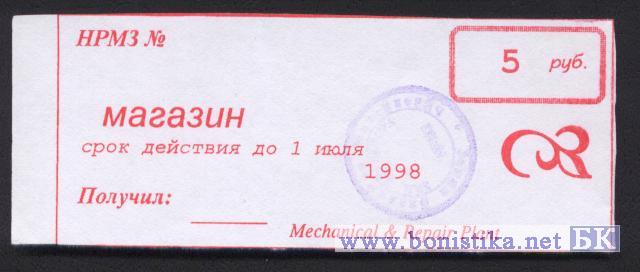 НРМЗ №
5 руб.
магазин
срок действия до 1 июля
1998
Получил:
Mechanical & Repair Plant
www.bonistika.net БК